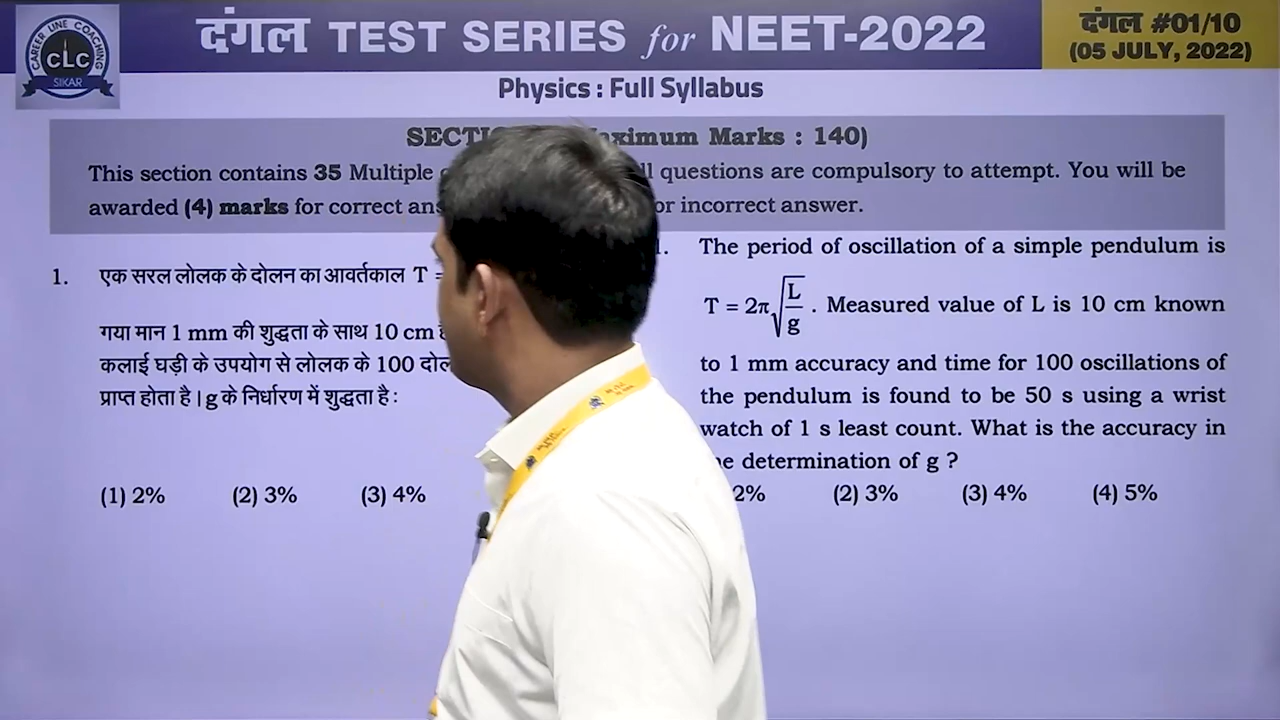 दंगल TEST SERIES for NEET-2022
दंगल #01/10
(05 JULY, 2022)
CAREER LINE COACHING
CLC
SIKAR
Physics : Full Syllabus
Maximum Marks : 140)
This section contains 35 Multiple
questions are compulsory to attempt. You will be
awarded (4) marks for correct
or incorrect answer.
1. एक सरल लोलक के दोलन का आवर्तकाल T =
गया मान 1 mm की शुद्धता के साथ 10 cm
कलाई घड़ी के उपयोग से लोलक के 100
प्राप्त होता है। g के निर्धारण में शुद्धता है :
(1) 2% (2) 3% (3) 4%
The period of oscillation of a simple pendulum is
T = 2π√(L/g) . Measured value of L is 10 cm known
to 1 mm accuracy and time for 100 oscillations of
the pendulum is found to be 50 s using a wrist
watch of 1 s least count. What is the accuracy in
determination of g ?
2% (2) 3% (3) 4% (4) 5%